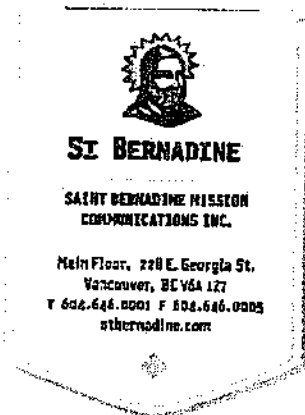 ST BERNADINE
SAINT BERNADINE MISSION
COMMUNICATIONS INC.
Main Floor, 228 E. Georgia St.
Vancouver, BC V6A 1Z7
T 604.646.0001 F 604.646.0005
stbernadine.com